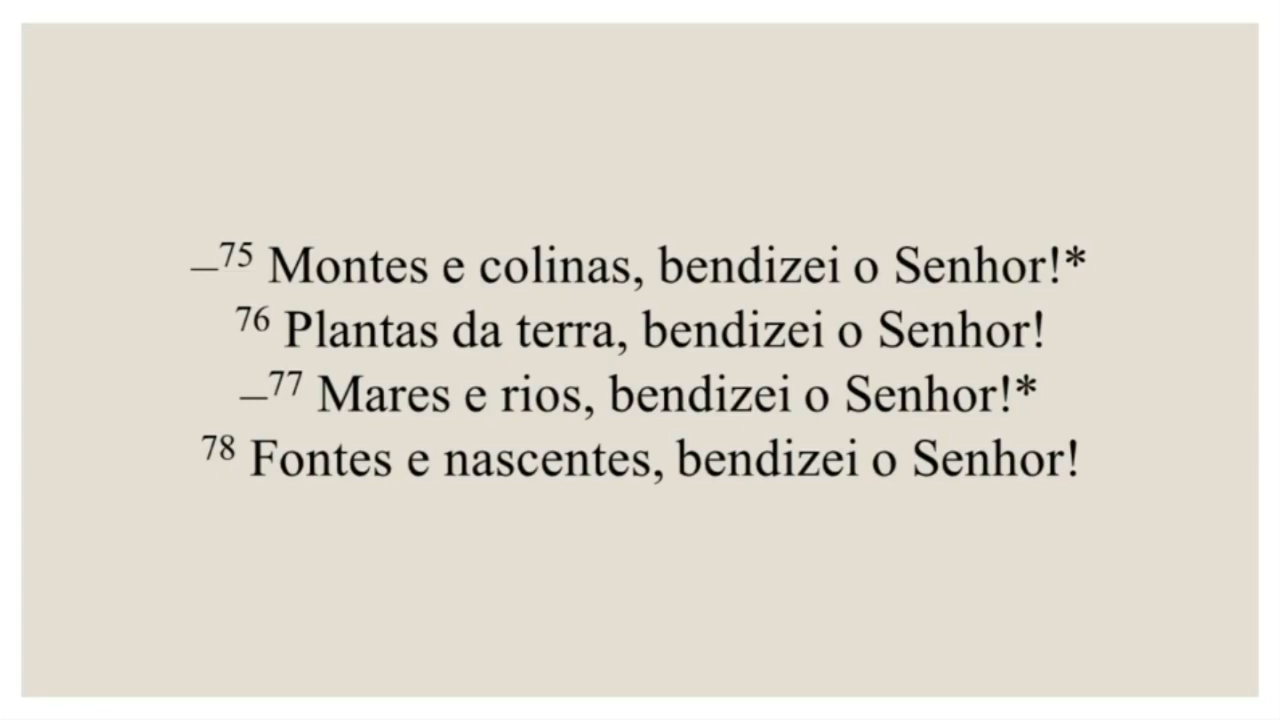 –75 Montes e colinas, bendizei o Senhor!*
76 Plantas da terra, bendizei o Senhor!
–77 Mares e rios, bendizei o Senhor!*
78 Fontes e nascentes, bendizei o Senhor!